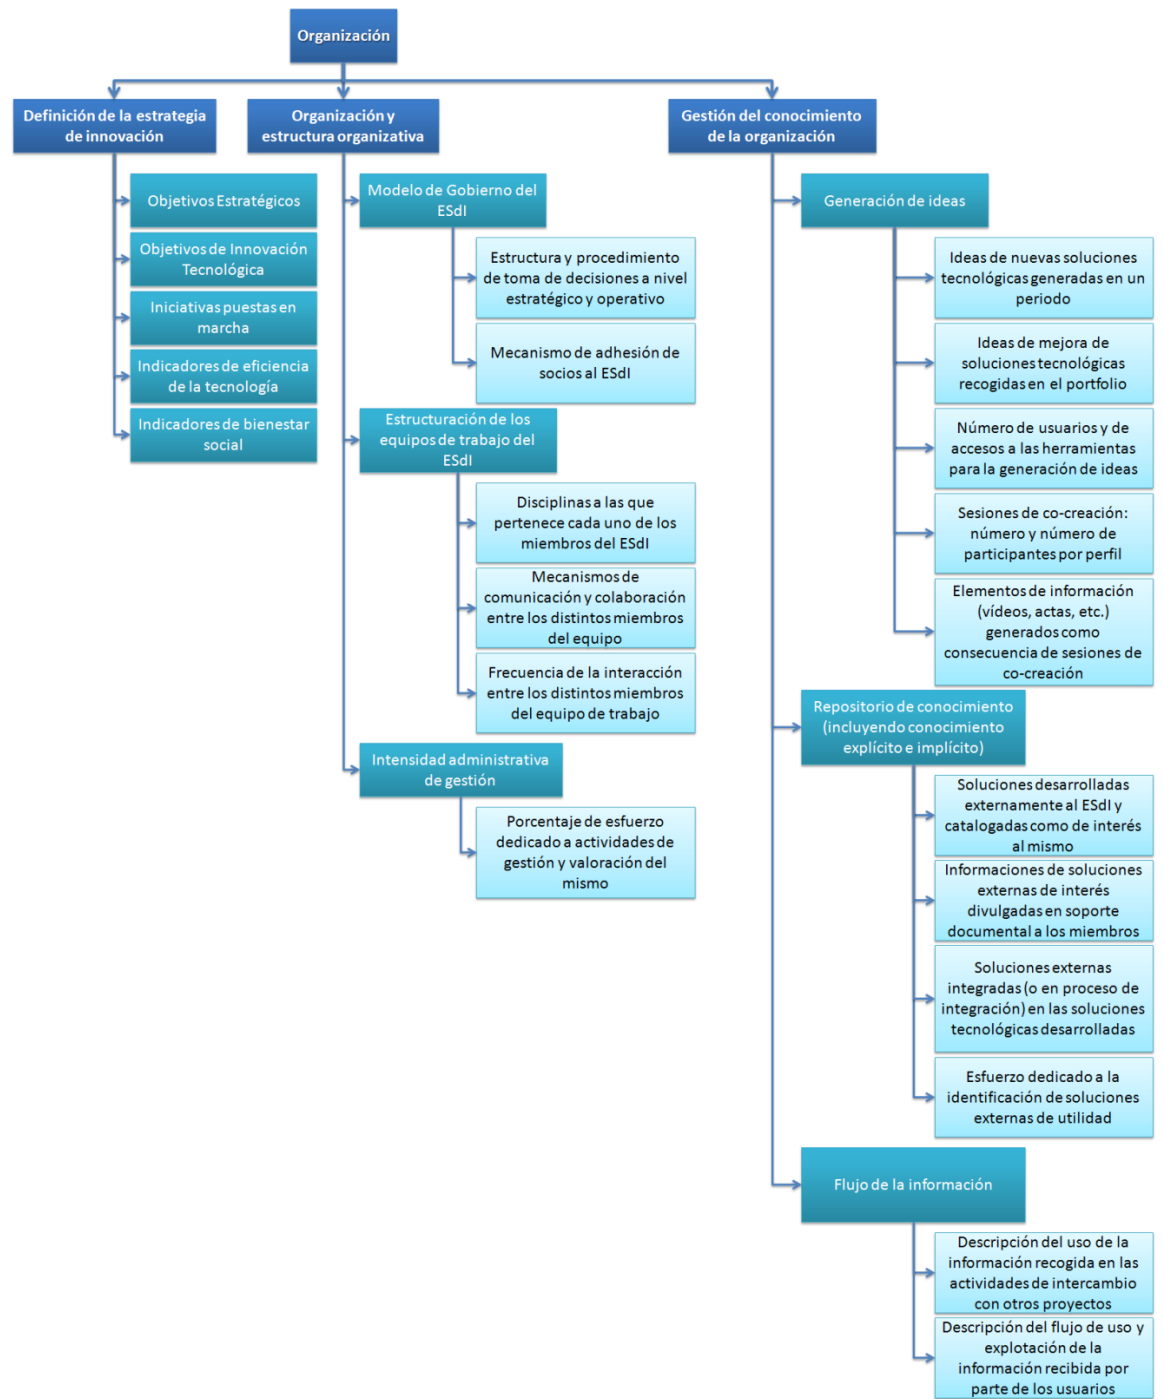 Organización
Definición de la estrategia
de innovación
Organización y
estructura organizativa
Gestión del conocimiento
de la organización
Objetivos Estratégicos
Objetivos de Innovación
Tecnológica
Iniciativas puestas en
marcha
Indicadores de eficiencia
de la tecnología
Indicadores de bienestar
social
Modelo de Gobierno del
ESdI
Estructura y procedimiento
de toma de decisiones a nivel
estratégico y operativo
Mecanismo de adhesión de
socios al ESdI
Estructuración de los
equipos de trabajo del
ESdI
Disciplinas a las que
pertenece cada uno de los
miembros del ESdI
Mecanismos de
comunicación y colaboración
entre los distintos miembros
del equipo
Frecuencia de la interacción
entre los distintos miembros
del equipo de trabajo
Intensidad administrativa
de gestión
Porcentaje de esfuerzo
dedicado a actividades de
gestión y valoración del
mismo
Generación de ideas
Ideas de nuevas soluciones
tecnológicas generadas en un
periodo
Ideas de mejora de
soluciones tecnológicas
recogidas en el portfolio
Número de usuarios y de
accesos a las herramientas
para la generación de ideas
Sesiones de co-creación:
número y número de
participantes por perfil
Elementos de información
(vídeos, actas, etc.)
generados como
consecuencia de sesiones de
co-creación
Repositorio de conocimiento
(incluyendo conocimiento
explícito e implícito)
Soluciones desarrolladas
externamente al ESdI y
catalogadas como de interés
al mismo
Informaciones de soluciones
externas de interés
divulgadas en soporte
documental a los miembros
Soluciones externas
integradas (o en proceso de
integración) en las soluciones
tecnológicas desarrolladas
Esfuerzo dedicado a la
identificación de soluciones
externas de utilidad
Flujo de la información
Descripción del uso de la
información recogida en las
actividades de intercambio
con otros proyectos
Descripción del flujo de uso y
explotación de la
información recibida por
parte de los usuarios